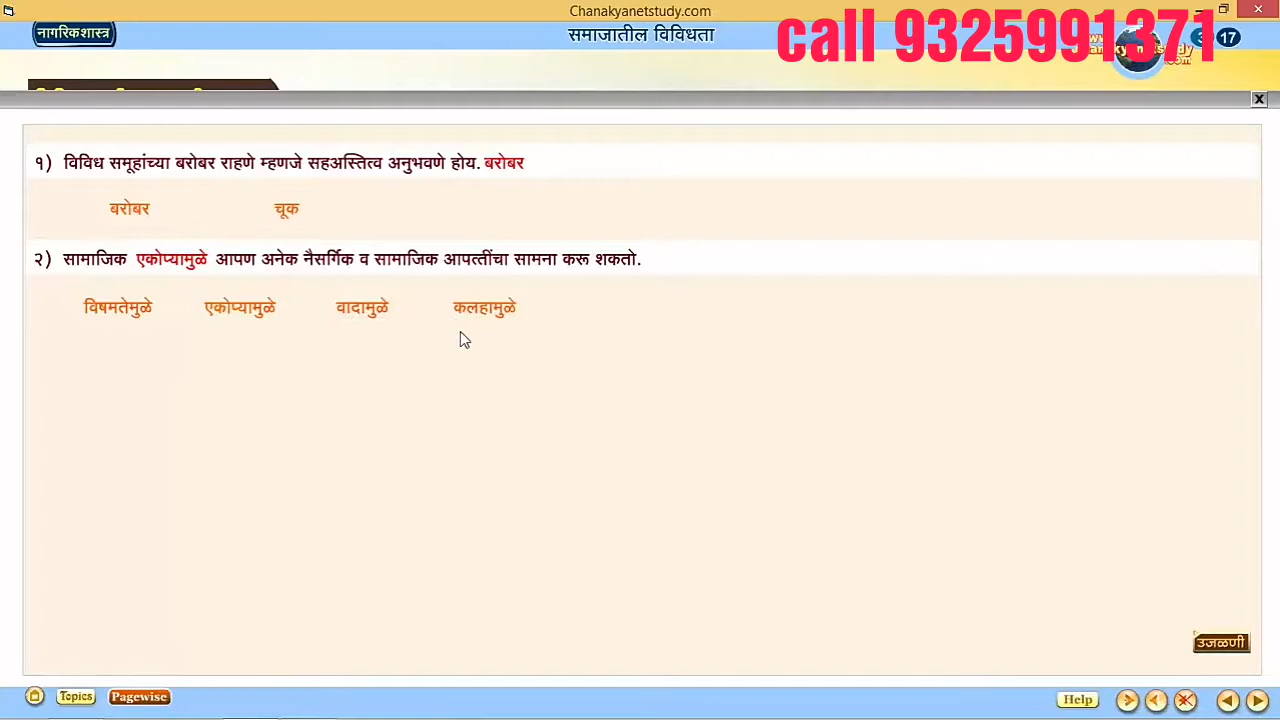 Chanakyanetstudy.com
नागरिकशास्त्र
समाजातील विविधता
call 9325991371
17
X
१) विविध समूहांच्या बरोबर राहणे म्हणजे सहअस्तित्व अनुभवणे होय. बरोबर
बरोबर चूक
२) सामाजिक एकोप्यामुळे आपण अनेक नैसर्गिक व सामाजिक आपत्तींचा सामना करू शकतो.
विषमतेमुळे एकोप्यामुळे वादामुळे कलहामुळे
उजळणी
Topics Pagewise Help